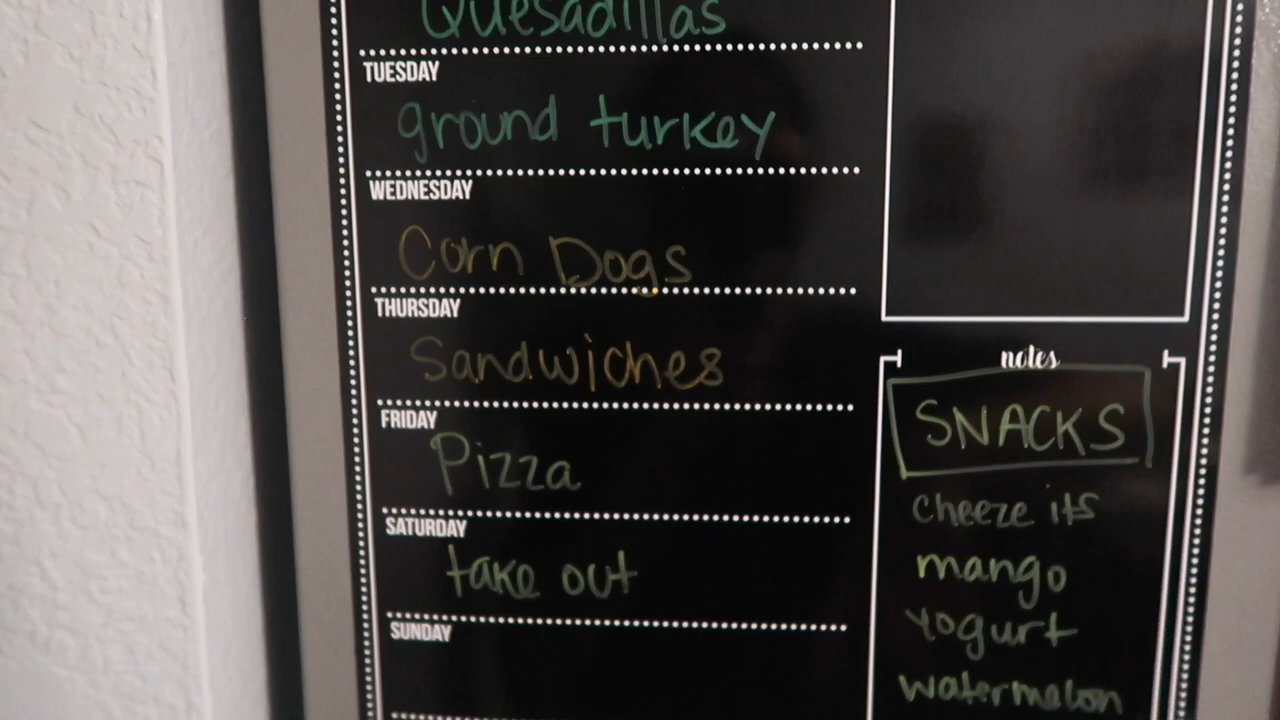 Quesadillas
TUESDAY
ground turkey
WEDNESDAY
Corn Dogs
THURSDAY
Sandwiches
FRIDAY
Pizza
SATURDAY
take out
SUNDAY
notes
SNACKS
cheeze its
mango
yogurt
watermelon